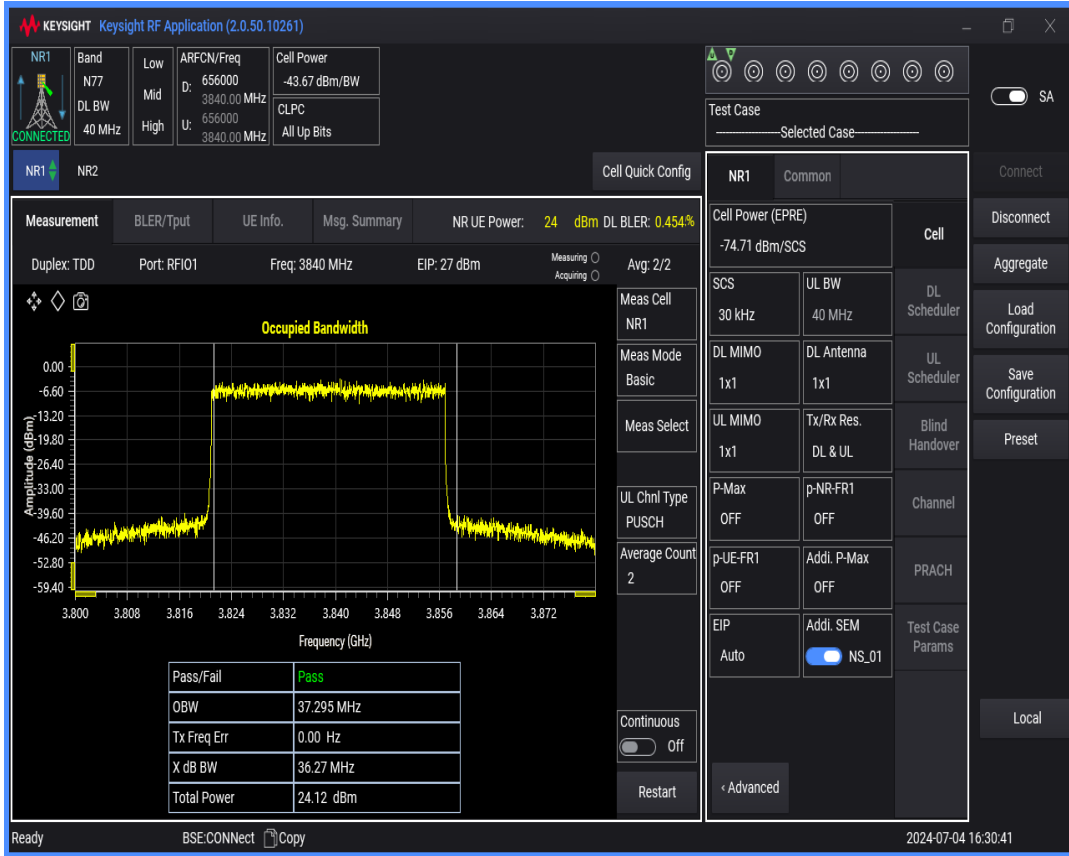 KEYSIGHT Keysight RF Application (2.0.50.10261)
NR1
CONNECTED
Band
N77
DL BW
40 MHz
Low
Mid
High
ARFCN/Freq
D: 656000
3840.00 MHz
U: 656000
3840.00 MHz
Cell Power
-43.67 dBm/BW
CLPC
All Up Bits
Test Case
Selected Case
SA
NR1 NR2 Cell Quick Config
Measurement BLER/Tput UE Info. Msg. Summary NR UE Power: 24 dBm DL BLER: 0.454%
Duplex: TDD Port: RFIO1 Freq: 3840 MHz EIP: 27 dBm Measuring Avg: 2/2
Acquiring
Occupied Bandwidth
Amplitude (dBm)
0.00
-6.60
-13.20
-19.80
-26.40
-33.00
-39.60
-46.20
-52.80
-59.40
3.800 3.808 3.816 3.824 3.832 3.840 3.848 3.856 3.864 3.872
Frequency (GHz)
Pass/Fail Pass
OBW 37.295 MHz
Tx Freq Err 0.00 Hz
X dB BW 36.27 MHz
Total Power 24.12 dBm
Meas Cell
NR1
Meas Mode
Basic
Meas Select
UL Chnl Type
PUSCH
Average Count
2
Continuous
Off
Restart
NR1 Common
Cell Power (EPRE)
-74.71 dBm/SCS
SCS UL BW
30 kHz 40 MHz
DL MIMO DL Antenna
1x1 1x1
UL MIMO Tx/Rx Res.
1x1 DL & UL
P-Max p-NR-FR1
OFF OFF
p-UE-FR1 Addi. P-Max
OFF OFF
EIP Addi. SEM
Auto NS_01
‹ Advanced
Cell
DL
Scheduler
UL
Scheduler
Blind
Handover
Channel
PRACH
Test Case
Params
Connect
Disconnect
Aggregate
Load
Configuration
Save
Configuration
Preset
Local
Ready BSE:CONNect Copy 2024-07-04 16:30:41